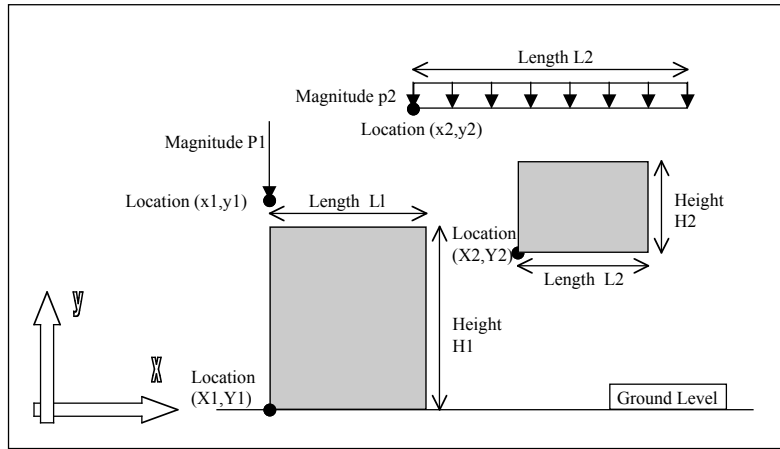 Length L2
Magnitude p2
Location (x2,y2)
Magnitude P1
Location (x1,y1)
Length Ll
Height
H2
Location
(X2,Y2)
Length L2
y
Height
H1
x
Location
(X1,Y1)
Ground Level